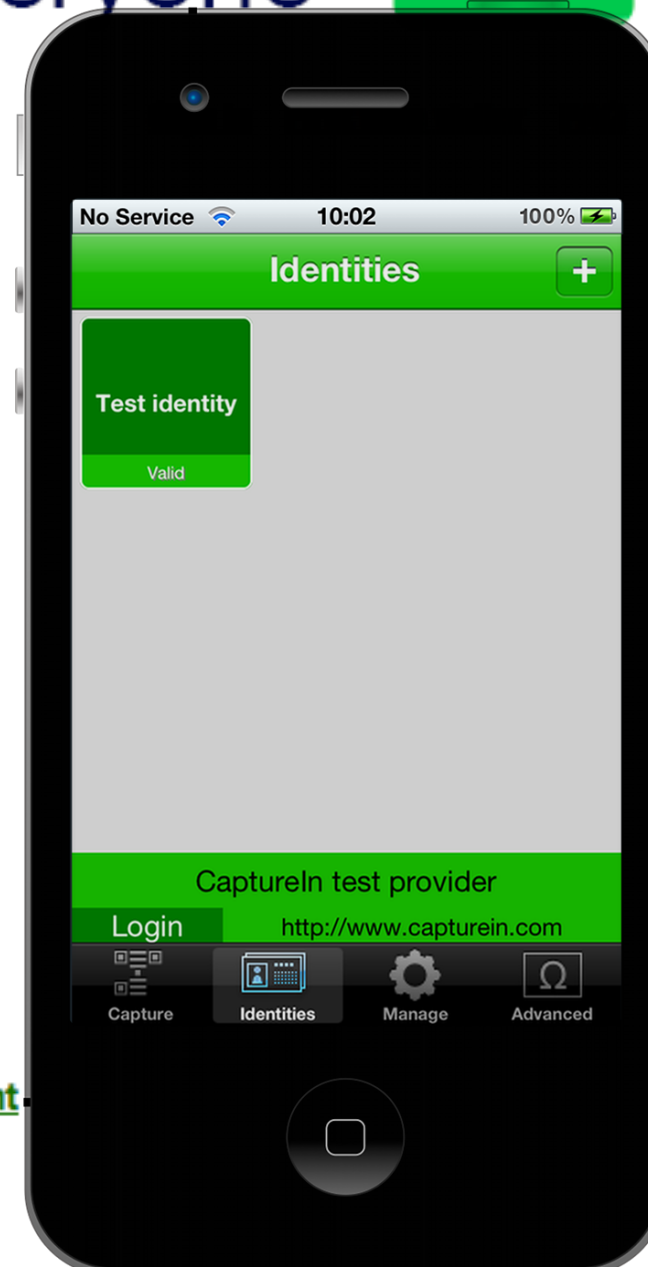 No Service 10:02 100%
Identities +
Test identity
Valid
CaptureIn test provider
Login http://www.capturein.com
Capture Identities Manage Ω Advanced